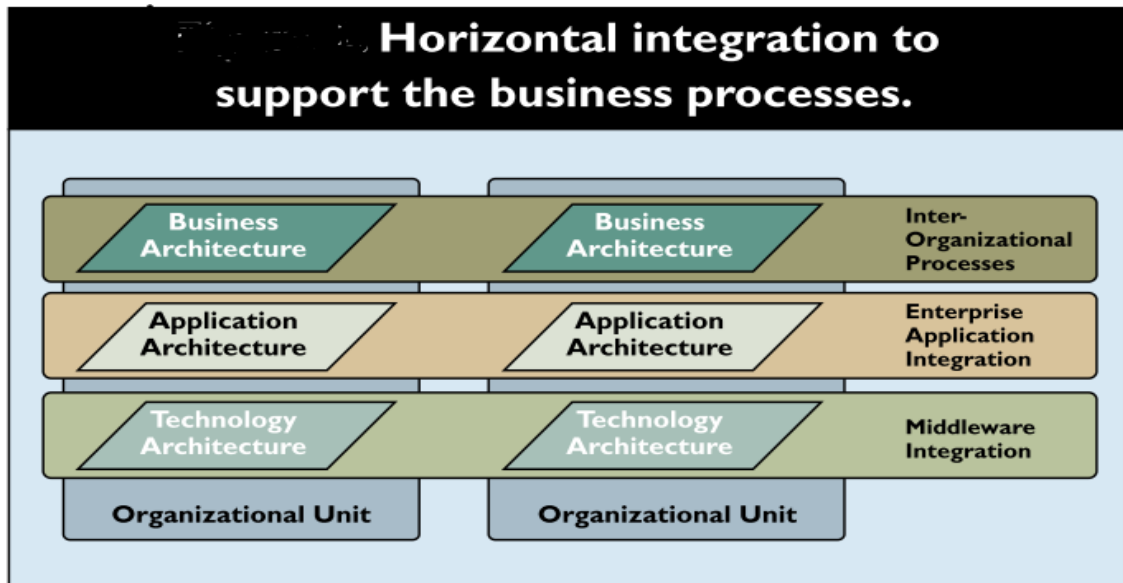 Horizontal integration to
support the business processes.
Business
Architecture
Business
Architecture
Inter-
Organizational
Processes
Application
Architecture
Application
Architecture
Enterprise
Application
Integration
Technology
Architecture
Technology
Architecture
Middleware
Integration
Organizational Unit
Organizational Unit